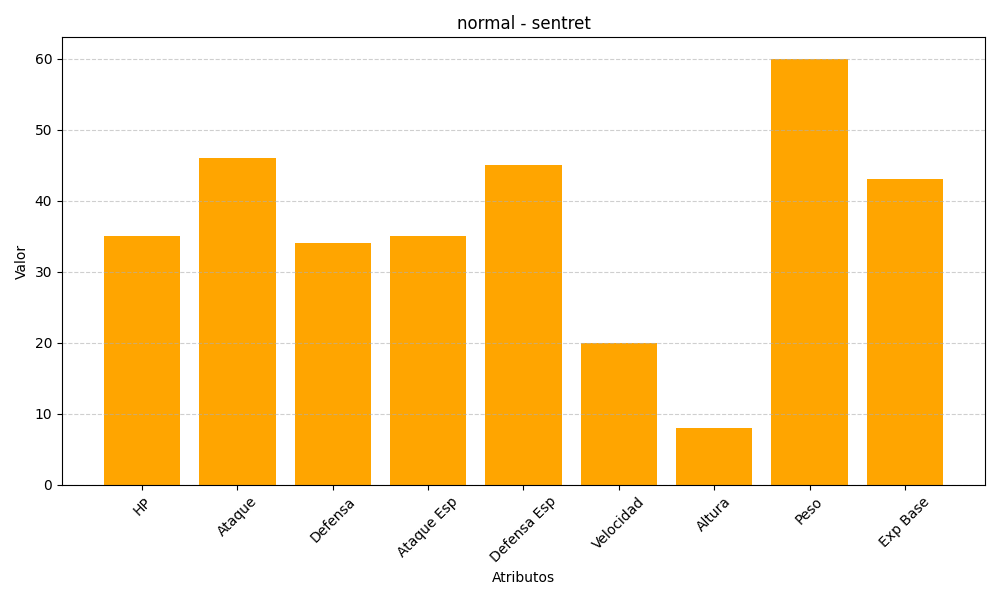 normal - sentret
Valor
60
50
40
30
20
10
0
HP
Ataque
Defensa
Ataque Esp
Defensa Esp
Velocidad
Altura
Peso
Exp Base
Atributos